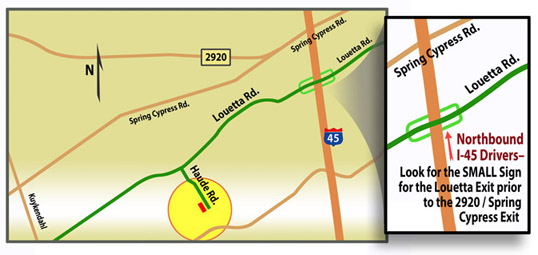 2920
N
Spring Cypress Rd.
Louetta Rd.
Spring Cypress Rd.
Louetta Rd.
45
Haude Rd.
Kuykendahl
Spring Cypress Rd.
Louetta Rd.
Northbound
I-45 Drivers–
Look for the SMALL Sign
for the Louetta Exit prior
to the 2920 / Spring
Cypress Exit